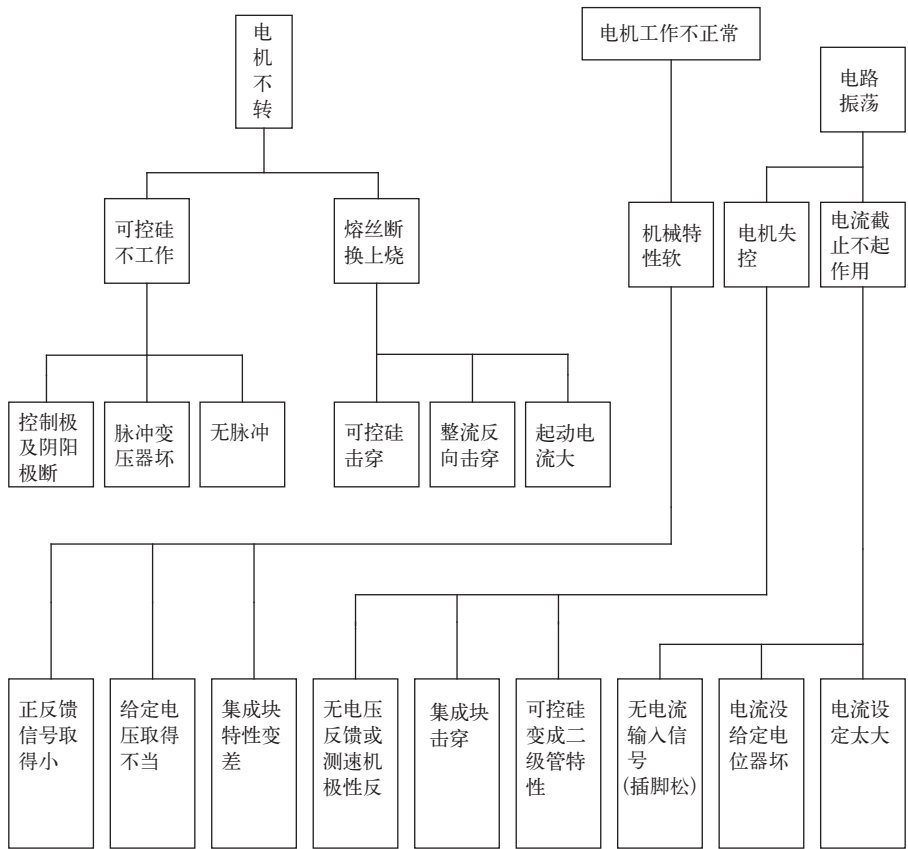 电
机
不
转
电机工作不正常
电路
振荡
可控硅
不工作
熔丝断
换上烧
机械特
性软
电机失
控
电流截
止不起
作用
控制极
及阴阳
极断
脉冲变
压器坏
无脉冲
可控硅
击穿
整流反
向击穿
起动电
流大
正反馈
信号取
得小
给定电
压取得
不当
集成块
特性变
差
无电压
反馈或
测速机
极性反
集成块
击穿
可控硅
变成二
级管特
性
无电流
输入信
号
(插脚松)
电流没
给定电
位器坏
电流设
定太大